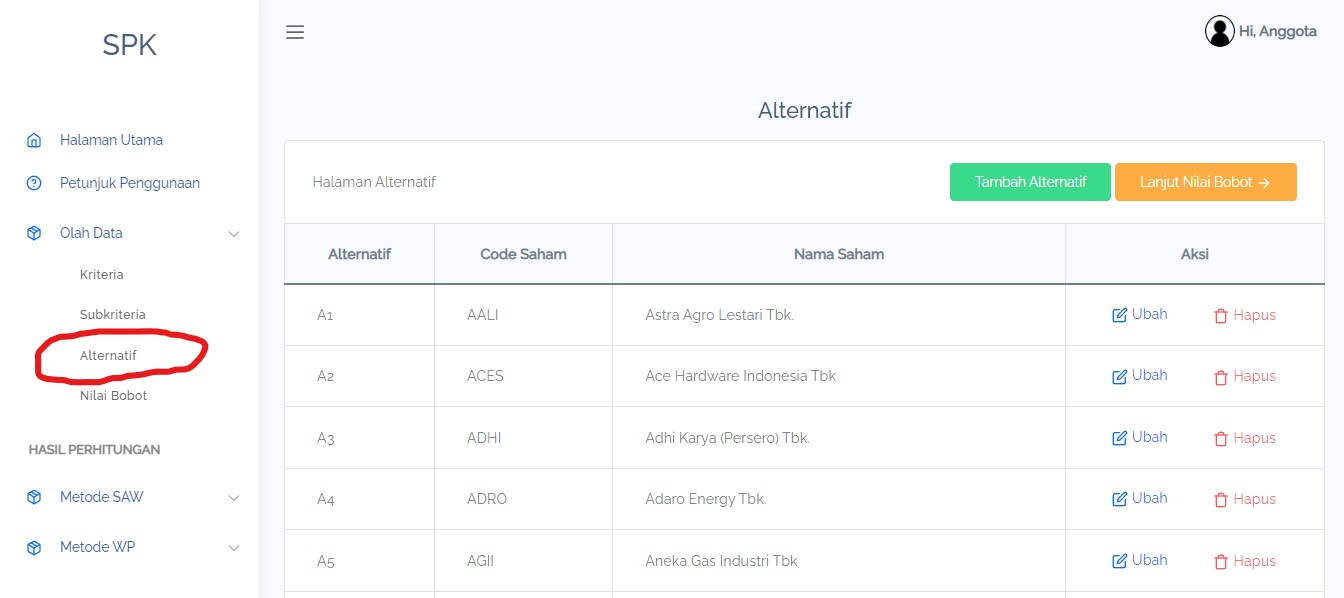 SPK
Hi, Anggota
Halaman Utama
Petunjuk Penggunaan
Olah Data
Kriteria
Subkriteria
Alternatif
Nilai Bobot
HASIL PERHITUNGAN
Metode SAW
Metode WP
Alternatif
Halaman Alternatif
Tambah Alternatif
Lanjut Nilai Bobot →
Alternatif Code Saham Nama Saham Aksi
A1 AALI Astra Agro Lestari Tbk. Ubah Hapus
A2 ACES Ace Hardware Indonesia Tbk Ubah Hapus
A3 ADHI Adhi Karya (Persero) Tbk. Ubah Hapus
A4 ADRO Adaro Energy Tbk. Ubah Hapus
A5 AGII Aneka Gas Industri Tbk Ubah Hapus